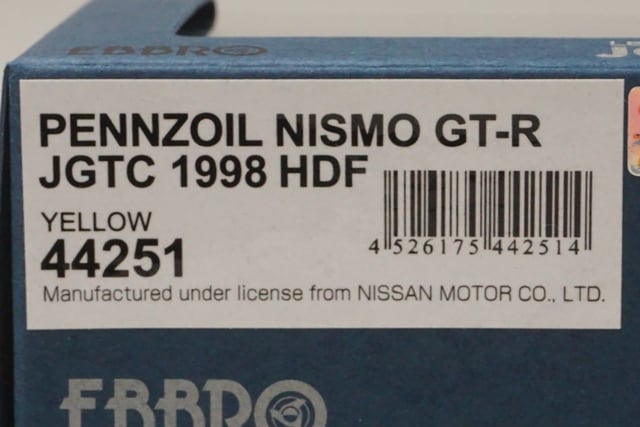 EBBRO
PENNZOIL NISMO GT-R
JGTC 1998 HDF
YELLOW
44251
4 526175 442514
Manufactured under license from NISSAN MOTOR CO., LTD.
EBBRO